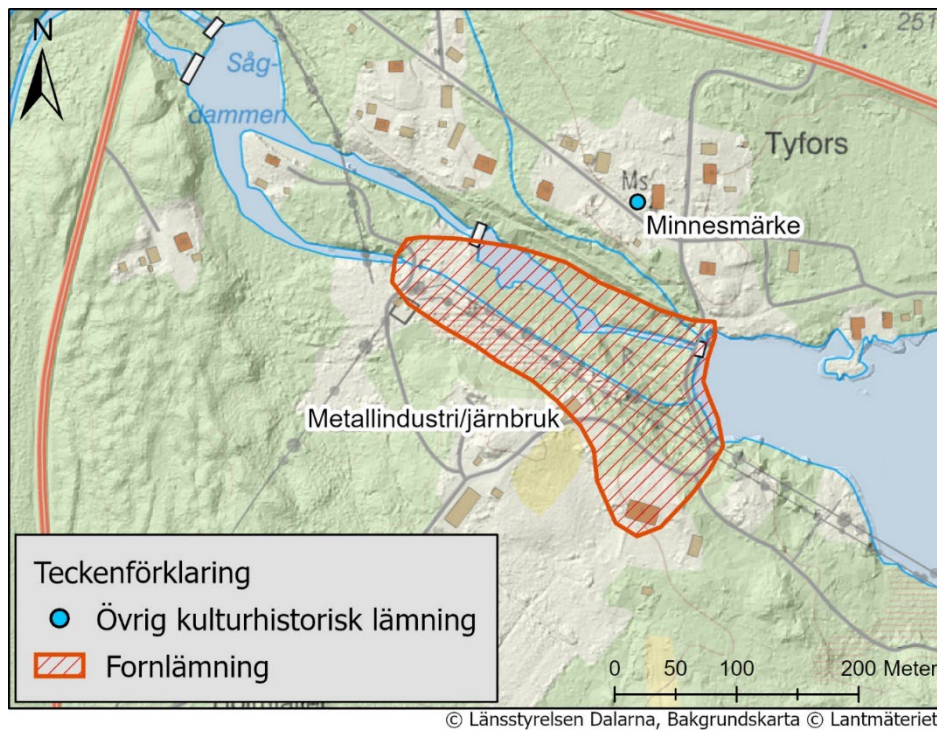 N
251
Såg-
dammen
Tyfors
Ms
Minnesmärke
R
Metallindustri/järnbruk
Teckenförklaring
Övrig kulturhistorisk lämning
Fornlämning
0 50 100 200 Meter
© Länsstyrelsen Dalarna, Bakgrundskarta © Lantmäteriet